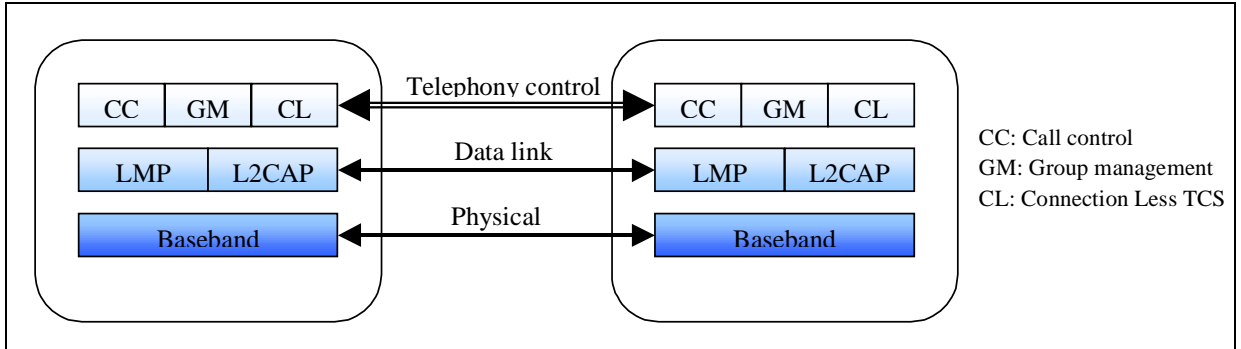 Telephony control
CC GM CL
CC GM CL
Data link
LMP L2CAP
LMP L2CAP
Physical
Baseband
Baseband
CC: Call control
GM: Group management
CL: Connection Less TCS